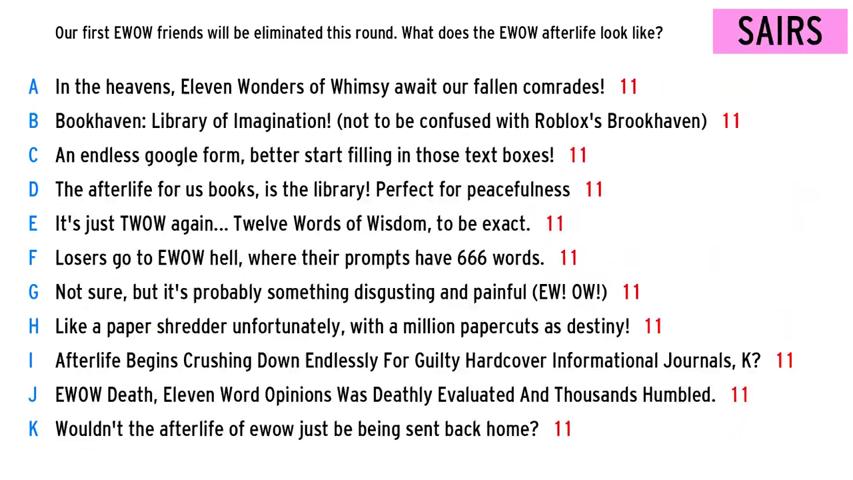 Our first EWOW friends will be eliminated this round. What does the EWOW afterlife look like?
SAIRS
A In the heavens, Eleven Wonders of Whimsy await our fallen comrades! 11
B Bookhaven: Library of Imagination! (not to be confused with Roblox's Brookhaven) 11
C An endless google form, better start filling in those text boxes! 11
D The afterlife for us books, is the library! Perfect for peacefulness 11
E It's just TWOW again... Twelve Words of Wisdom, to be exact. 11
F Losers go to EWOW hell, where their prompts have 666 words. 11
G Not sure, but it's probably something disgusting and painful (EW! OW!) 11
H Like a paper shredder unfortunately, with a million papercuts as destiny! 11
I Afterlife Begins Crushing Down Endlessly For Guilty Hardcover Informational Journals, K? 11
J EWOW Death, Eleven Word Opinions Was Deathly Evaluated And Thousands Humbled. 11
K Wouldn't the afterlife of ewow just be being sent back home? 11